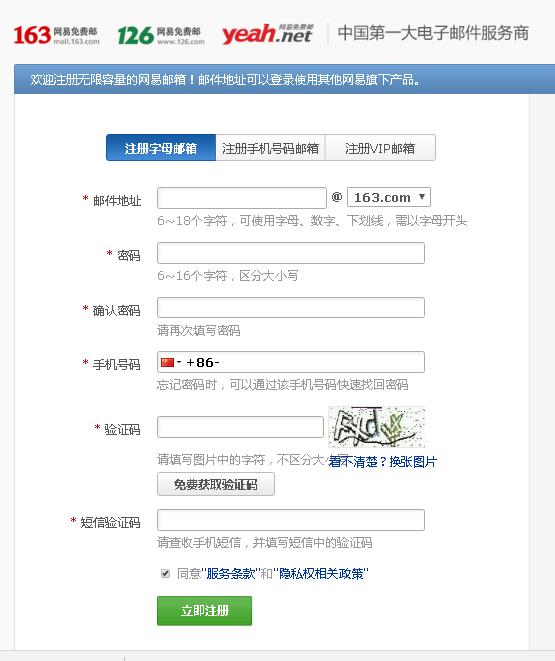 163 网易免费邮 mail.163.com 126 网易免费邮 www.126.com yeah.net 网易免费邮 中国第一大电子邮件服务商
欢迎注册无限容量的网易邮箱！邮件地址可以登录使用其他网易旗下产品。
注册字母邮箱 注册手机号码邮箱 注册VIP邮箱
* 邮件地址 @ 163.com
6~18个字符，可使用字母、数字、下划线，需以字母开头
* 密码
6~16个字符，区分大小写
* 确认密码
请再次填写密码
* 手机号码 +86-
忘记密码时，可以通过该手机号码快速找回密码
* 验证码
请填写图片中的字符，不区分大小写 看不清楚？换张图片
免费获取验证码
* 短信验证码
请查收手机短信，并填写短信中的验证码
同意"服务条款"和"隐私权相关政策"
立即注册